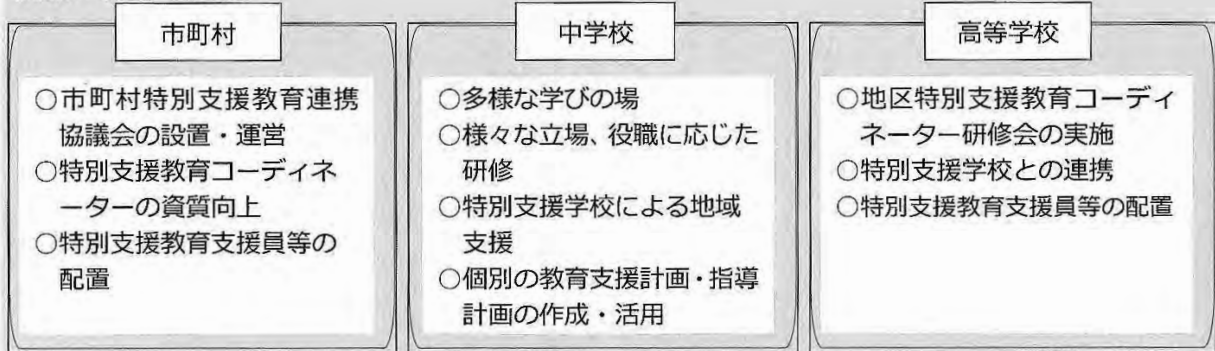 市町村
○市町村特別支援教育連携
協議会の設置・運営
○特別支援教育コーディネ
ーターの資質向上
○特別支援教育支援員等の
配置
中学校
○多様な学びの場
○様々な立場、役職に応じた
研修
○特別支援学校による地域
支援
○個別の教育支援計画・指導
計画の作成・活用
高等学校
○地区特別支援教育コーディ
ネーター研修会の実施
○特別支援学校との連携
○特別支援教育支援員等の配置